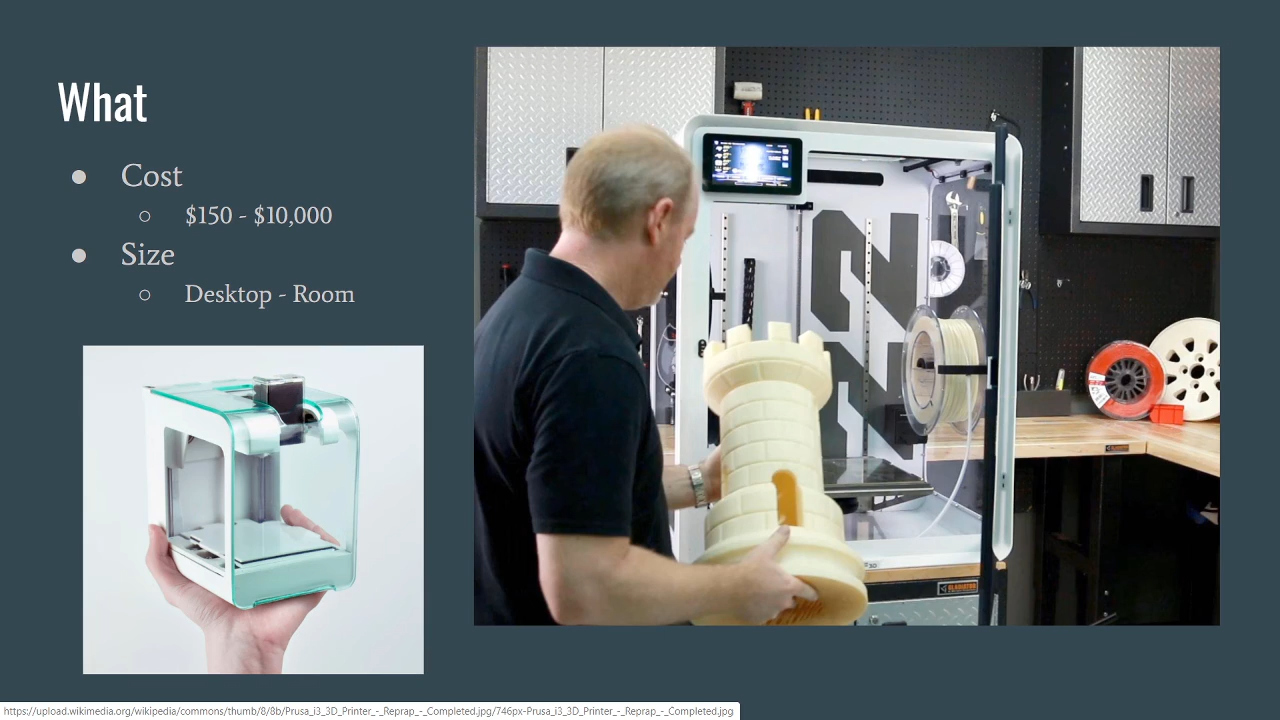 What
Cost
$150 - $10,000
Size
Desktop - Room
GLADIATOR
https://upload.wikimedia.org/wikipedia/commons/thumb/8/8b/Prusa_i3_3D_Printer_-_Reprap_-_Completed.jpg/746px-Prusa_i3_3D_Printer_-_Reprap_-_Completed.jpg